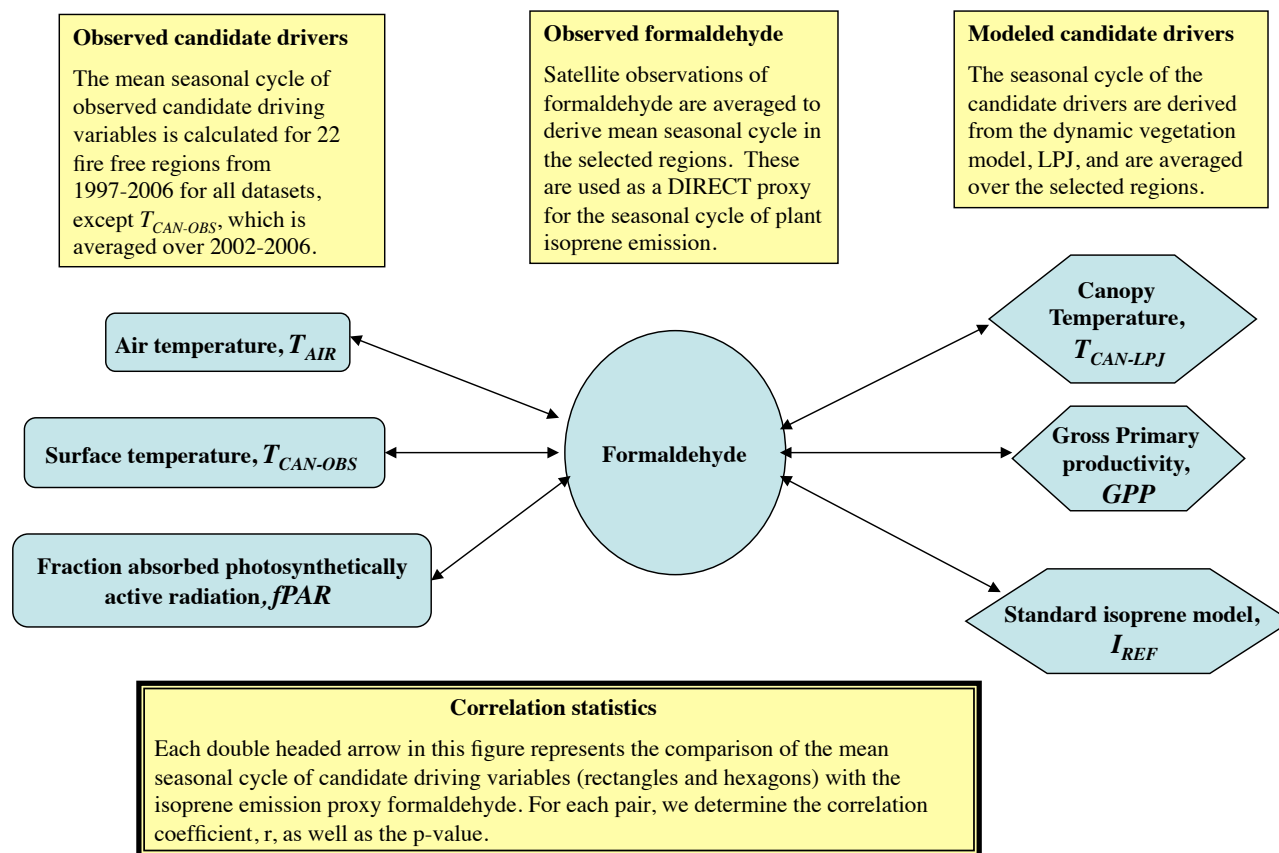 Observed candidate drivers
The mean seasonal cycle of
observed candidate driving
variables is calculated for 22
fire free regions from
1997-2006 for all datasets,
except T_CAN-OBS, which is
averaged over 2002-2006.
Observed formaldehyde
Satellite observations of
formaldehyde are averaged to
derive mean seasonal cycle in
the selected regions.  These
are used as a DIRECT proxy
for the seasonal cycle of plant
isoprene emission.
Modeled candidate drivers
The seasonal cycle of the
candidate drivers are derived
from the dynamic vegetation
model, LPJ, and are averaged
over the selected regions.
Air temperature, T_AIR
Surface temperature, T_CAN-OBS
Fraction absorbed photosynthetically
active radiation, fPAR
Formaldehyde
Canopy
Temperature,
T_CAN-LPJ
Gross Primary
productivity,
GPP
Standard isoprene model,
I_REF
Correlation statistics
Each double headed arrow in this figure represents the comparison of the mean
seasonal cycle of candidate driving variables (rectangles and hexagons) with the
isoprene emission proxy formaldehyde. For each pair, we determine the correlation
coefficient, r, as well as the p-value.